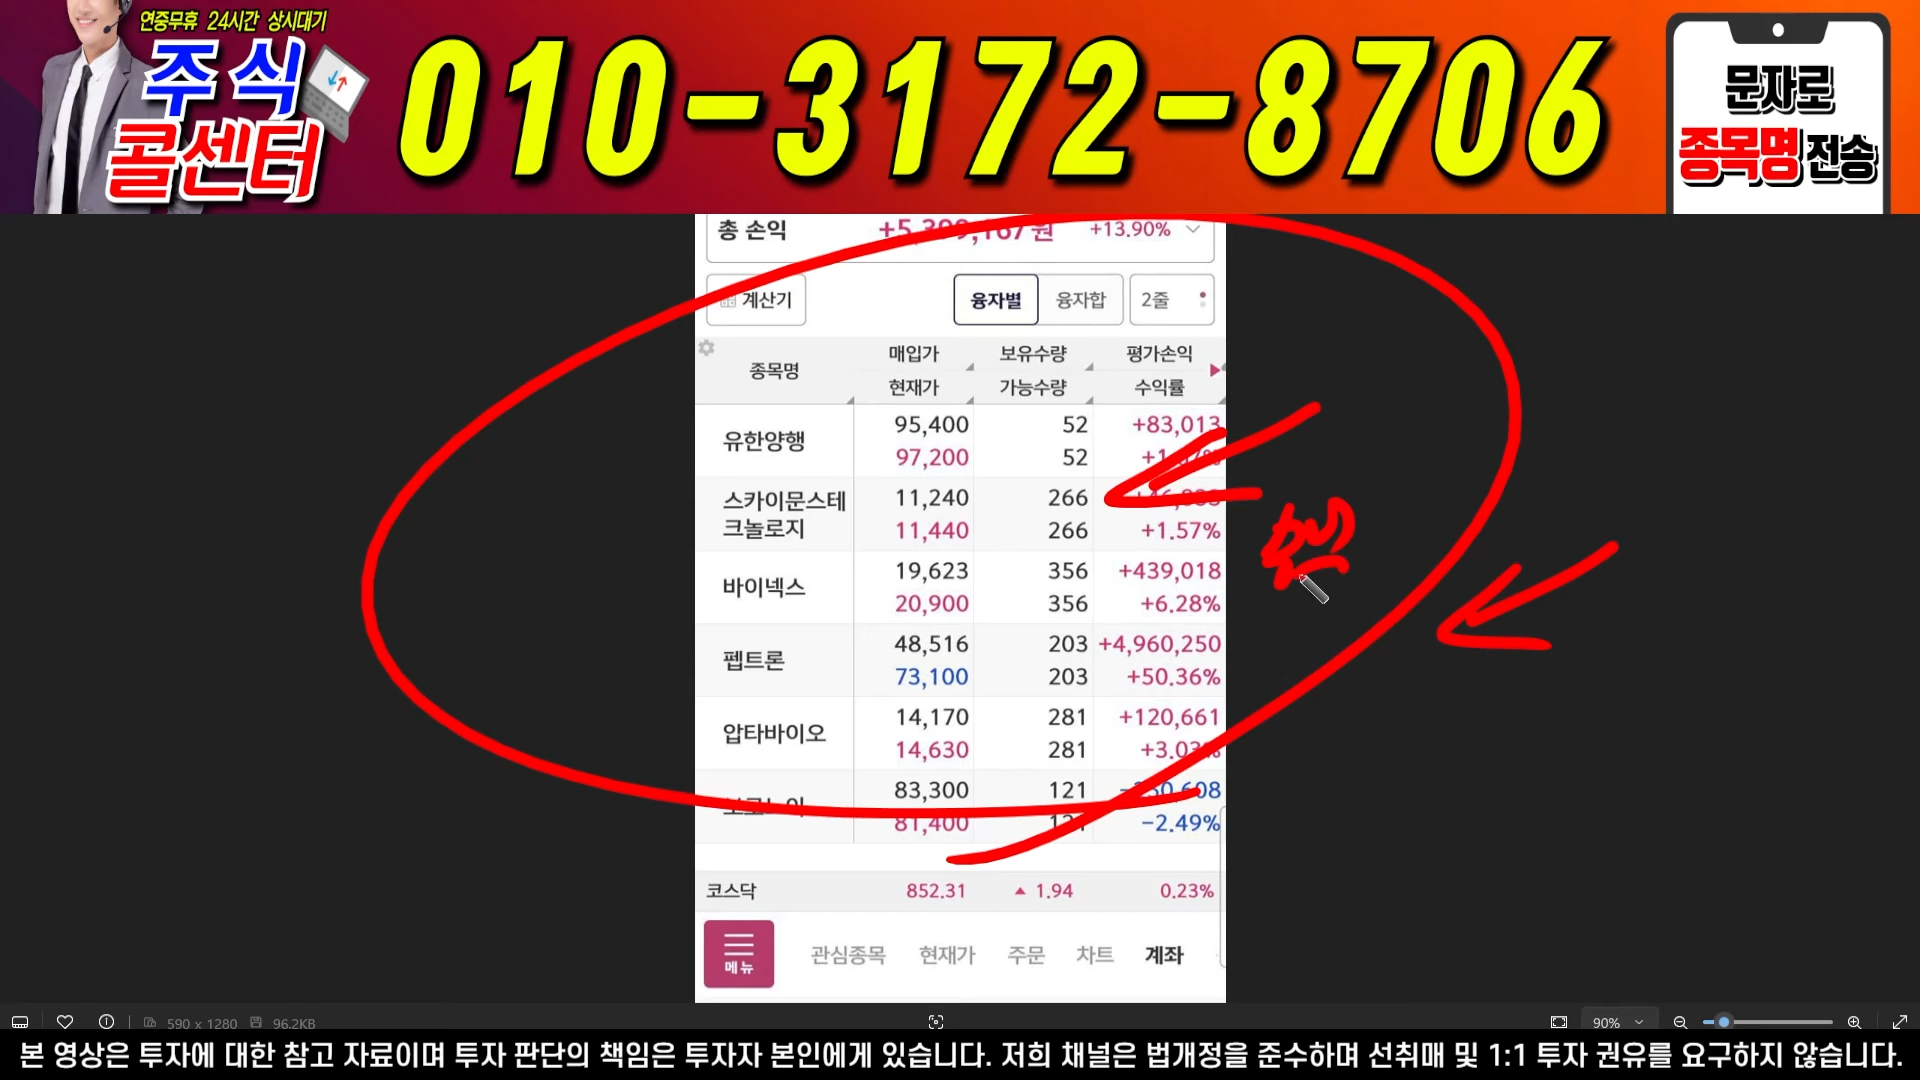 연중무휴 24시간 상시대기
주식
콜센터
010-3172-8706
문자로
종목명 전송
총 손익 +5,399,167원 +13.90%
계산기 융자별 융자합 2줄
종목명 매입가 보유수량 평가손익
현재가 가능수량 수익률
유한양행 95,400 52 +83,013
97,200 52
스카이문스테크놀로지 11,240 266
11,440 266 +1.57%
바이넥스 19,623 356 +439,018
20,900 356 +6.28%
펩트론 48,516 203 +4,960,250
73,100 203 +50.36%
압타바이오 14,170 281 +120,661
14,630 281
83,300 121
81,400 121 -2.49%
코스닥 852.31 ▲ 1.94 0.23%
메뉴 관심종목 현재가 주문 차트 계좌
590 x 1280 96.2KB 90%
본 영상은 투자에 대한 참고 자료이며 투자 판단의 책임은 투자자 본인에게 있습니다. 저희 채널은 법개정을 준수하며 선취매 및 1:1 투자 권유를 요구하지 않습니다.